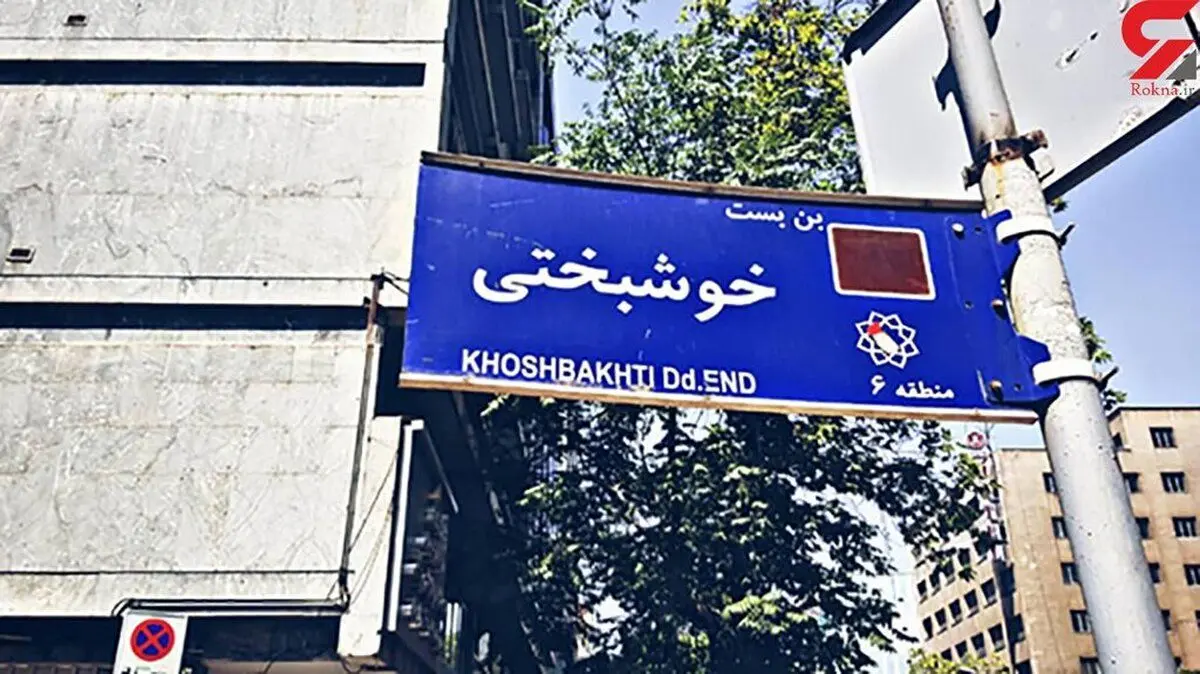 Rokna.ir
بن بست
خوشبختی
KHOSHBAKHTI Dd.END
منطقه ۶